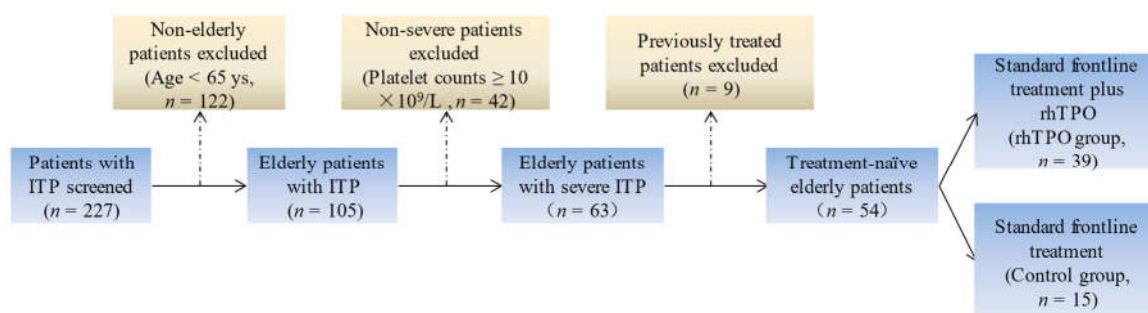 Non-elderly
patients excluded
(Age < 65 ys,
n = 122)
Non-severe patients
excluded
(Platelet counts ≥ 10
×10⁹/L , n = 42)
Previously treated
patients excluded
(n = 9)
Patients with
ITP screened
(n = 227)
Elderly patients
with ITP
(n = 105)
Elderly patients
with severe ITP
（n = 63）
Treatment-naïve
elderly patients
（n = 54）
Standard frontline
treatment plus
rhTPO
(rhTPO group,
n = 39)
Standard frontline
treatment
(Control group,
n = 15)